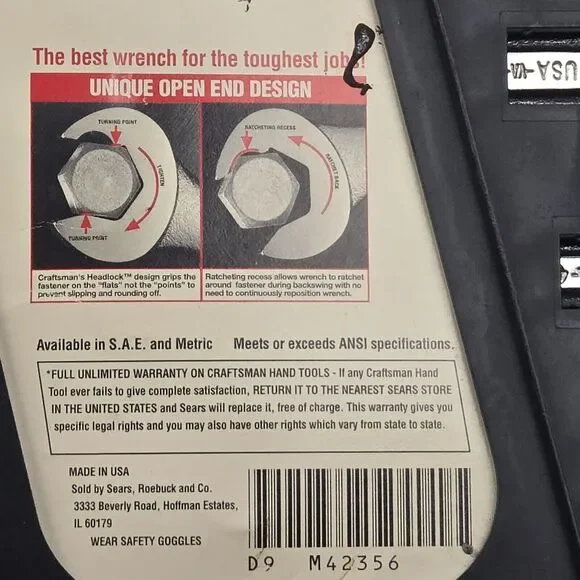 The best wrench for the toughest job!
UNIQUE OPEN END DESIGN
TURNING POINT
TIGHTEN
TURNING POINT
RATCHETING RECESS
RATCHET BACK
Craftsman's Headlock™ design grips the
fastener on the "flats" not the "points" to
prevent slipping and rounding off.
Ratcheting recess allows wrench to ratchet
around fastener during backswing with no
need to continuously reposition wrench.
Available in S.A.E. and Metric
Meets or exceeds ANSI specifications.
*FULL UNLIMITED WARRANTY ON CRAFTSMAN HAND TOOLS - If any Craftsman Hand
Tool ever fails to give complete satisfaction, RETURN IT TO THE NEAREST SEARS STORE
IN THE UNITED STATES and Sears will replace it, free of charge. This warranty gives you
specific legal rights and you may also have other rights which vary from state to state.
MADE IN USA
Sold by Sears, Roebuck and Co.
3333 Beverly Road, Hoffman Estates,
IL 60179
WEAR SAFETY GOGGLES
D9 M42356
USA